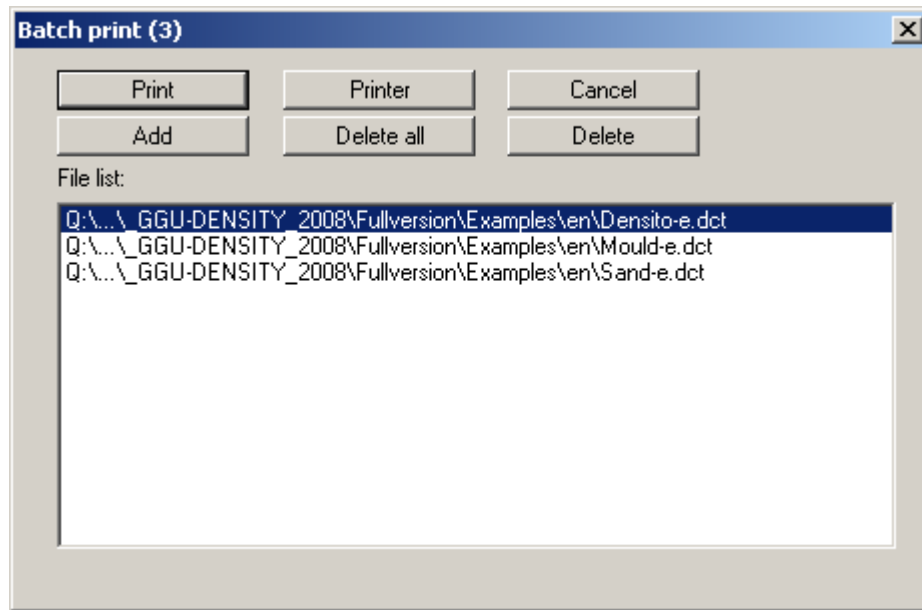 Batch print (3)
Print Printer Cancel
Add Delete all Delete
File list:
Q:\...\_GGU-DENSITY_2008\Fullversion\Examples\en\Densito-e.dct
Q:\...\_GGU-DENSITY_2008\Fullversion\Examples\en\Mould-e.dct
Q:\...\_GGU-DENSITY_2008\Fullversion\Examples\en\Sand-e.dct